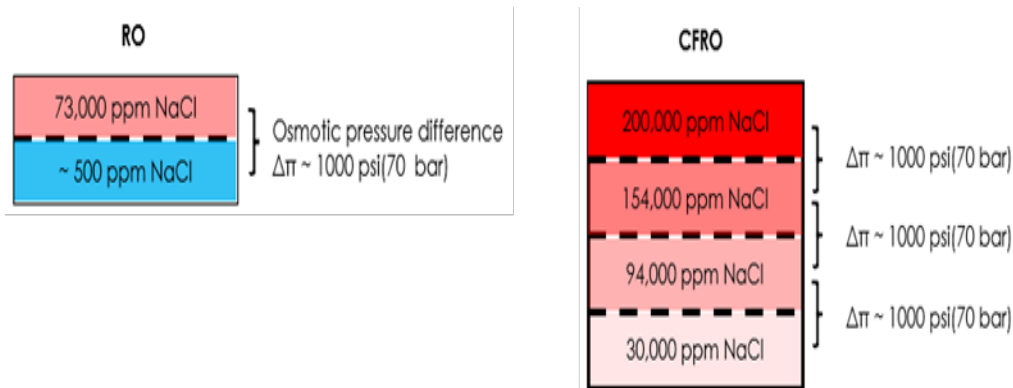 RO
73,000 ppm NaCl
~ 500 ppm NaCl
Osmotic pressure difference
Δπ ~ 1000 psi(70 bar)
CFRO
200,000 ppm NaCl
Δπ ~ 1000 psi(70 bar)
154,000 ppm NaCl
Δπ ~ 1000 psi(70 bar)
94,000 ppm NaCl
Δπ ~ 1000 psi(70 bar)
30,000 ppm NaCl